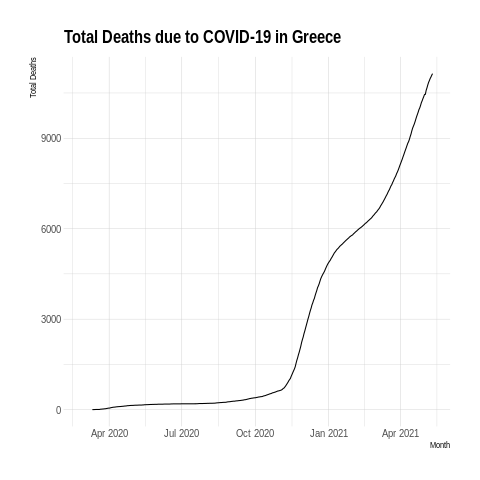 Total Deaths due to COVID-19 in Greece
Total Deaths
9000
6000
3000
0
Apr 2020 Jul 2020 Oct 2020 Jan 2021 Apr 2021
Month